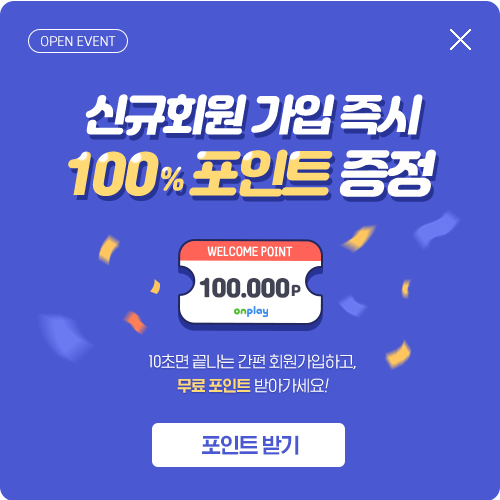 OPEN EVENT
신규회원 가입 즉시
100% 포인트 증정
WELCOME POINT
100.000P
onplay
10초면 끝나는 간편 회원가입하고,
무료 포인트 받아가세요!
포인트 받기